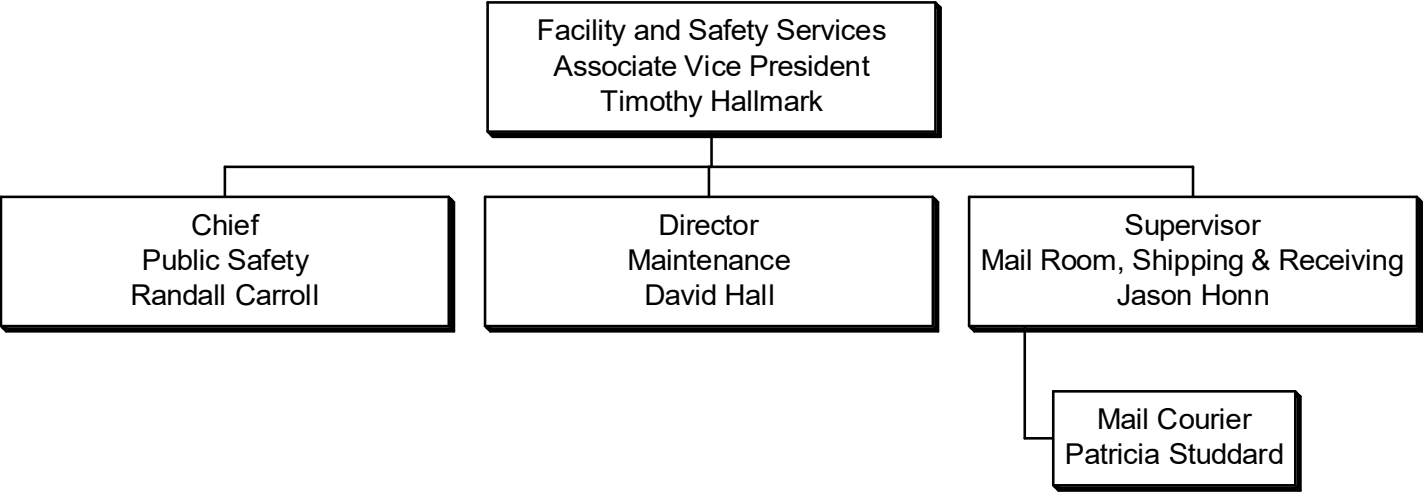 Facility and Safety Services
Associate Vice President
Timothy Hallmark
Chief
Public Safety
Randall Carroll
Director
Maintenance
David Hall
Supervisor
Mail Room, Shipping & Receiving
Jason Honn
Mail Courier
Patricia Studdard